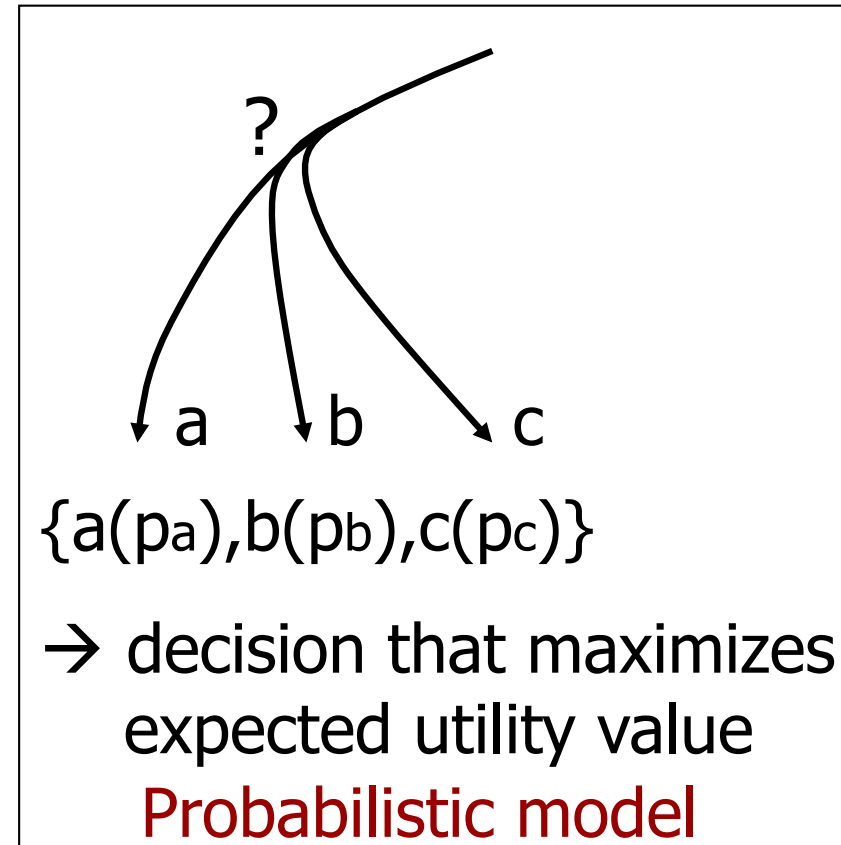 ?
a b c
{a(pa),b(pb),c(pc)}
→ decision that maximizes
expected utility value
Probabilistic model